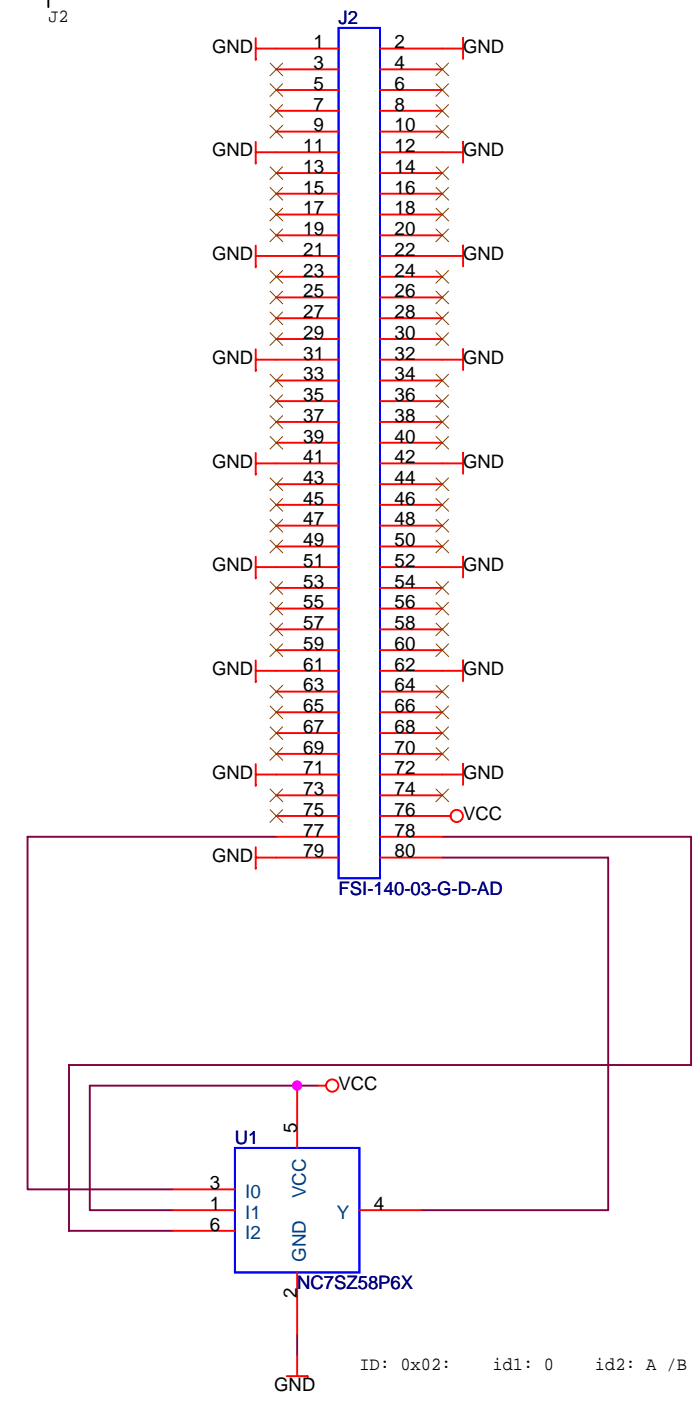 J2
J2
GND 1 2 GND
3 4
5 6
7 8
9 10
GND 11 12 GND
13 14
15 16
17 18
19 20
GND 21 22 GND
23 24
25 26
27 28
29 30
GND 31 32 GND
33 34
35 36
37 38
39 40
GND 41 42 GND
43 44
45 46
47 48
49 50
GND 51 52 GND
53 54
55 56
57 58
59 60
GND 61 62 GND
63 64
65 66
67 68
69 70
GND 71 72 GND
73 74
75 76 VCC
77 78
GND 79 80
FSI-140-03-G-D-AD
VCC
5
U1
VCC
3 I0
1 I1 Y 4
6 I2
GND
NC7SZ58P6X
2
GND
ID: 0x02: id1: 0 id2: A /B